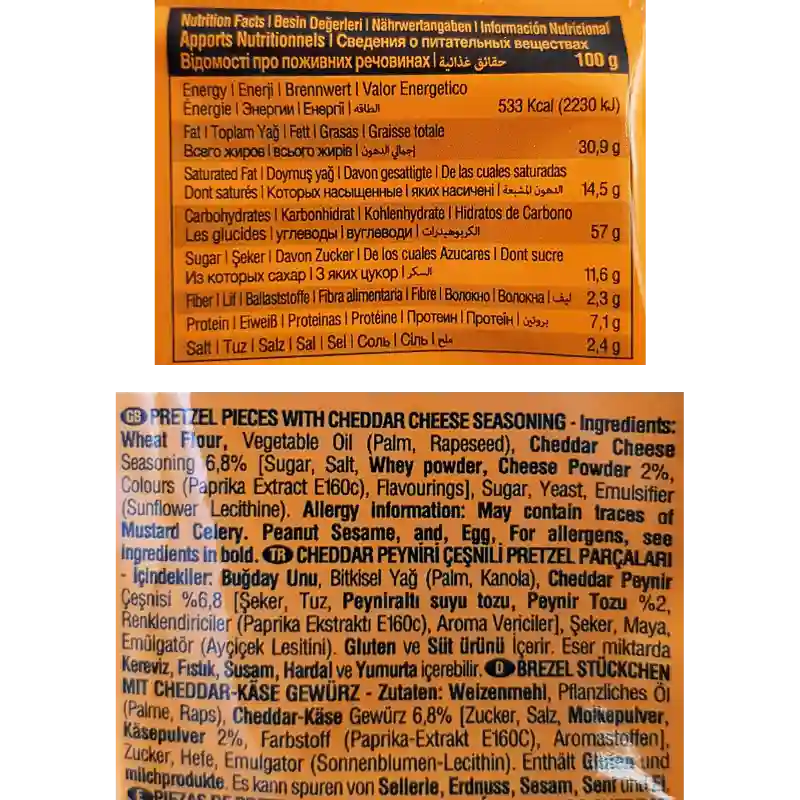 Nutrition Facts | Besin Değerleri | Nährwertangaben | Información Nutricional
Apports Nutritionnels | Сведения о питательных веществах
Відомості про поживних речовинах | حقائق غذائية 100 g
Energy | Enerji | Brennwert | Valor Energetico
Énergie | Энергии | Енергії | الطاقة 533 Kcal (2230 kJ)
Fat | Toplam Yağ | Fett | Grasas | Graisse totale
Всего жиров | всього жирів | إجمالي الدهون 30,9 g
Saturated Fat | Doymuş yağ | Davon gesattigte | De las cuales saturadas
Dont saturés | Которых насыщенные | яких насичені | الدهون المشبعة 14,5 g
Carbohydrates | Karbonhidrat | Kohlenhydrate | Hidratos de Carbono
Les glucides | углеводы | вуглеводи | الكربوهيدرات 57 g
Sugar | Şeker | Davon Zucker | De los cuales Azucares | Dont sucre
Из которых сахар | З яких цукор | السكر 11,6 g
Fiber | Lif | Ballaststoffe | Fibra alimentaria | Fibre | Волокно | Волокна | ليف 2,3 g
Protein | Eiweiß | Proteinas | Protéine | Протеин | Протеїн | بروتين 7,1 g
Salt | Tuz | Salz | Sal | Sel | Соль | Сіль | ملح 2,4 g
GB PRETZEL PIECES WITH CHEDDAR CHEESE SEASONING - Ingredients:
Wheat Flour, Vegetable Oil (Palm, Rapeseed), Cheddar Cheese
Seasoning 6,8% [Sugar, Salt, Whey powder, Cheese Powder 2%,
Colours (Paprika Extract E160c), Flavourings], Sugar, Yeast, Emulsifier
(Sunflower Lecithine). Allergy Information: May contain traces of
Mustard Celery. Peanut Sesame, and, Egg, For allergens, see
ingredients in bold. TR CHEDDAR PEYNİRİ ÇEŞNİLİ PRETZEL PARÇALARI
- İçindekiler: Buğday Unu, Bitkisel Yağ (Palm, Kanola), Cheddar Peynir
Çeşnisi %6,8 [Şeker, Tuz, Peyniraltı suyu tozu, Peynir Tozu %2,
Renklendiriciler (Paprika Ekstraktı E160c), Aroma Vericiler], Şeker, Maya,
Emülgatör (Ayçiçek Lesitini). Gluten ve Süt ürünü İçerir. Eser miktarda
Kereviz, Fıstık, Susam, Hardal ve Yumurta içerebilir. D BREZEL STÜCKCHEN
MIT CHEDDAR-KÄSE GEWÜRZ - Zutaten: Weizenmehl, Pflanzliches Öl
(Palme, Raps), Cheddar-Käse Gewürz 6,8% [Zucker, Salz, Molkepulver,
Käsepulver 2%, Farbstoff (Paprika-Extrakt E160C), Aromastoffen],
Zucker, Hefe, Emulgator (Sonnenblumen-Lecithin). Enthält Gluten und
milchprodukte. Es kann spuren von Sellerie, Erdnuss, Sesam, Senf und Ei.
E PIEZAS DE